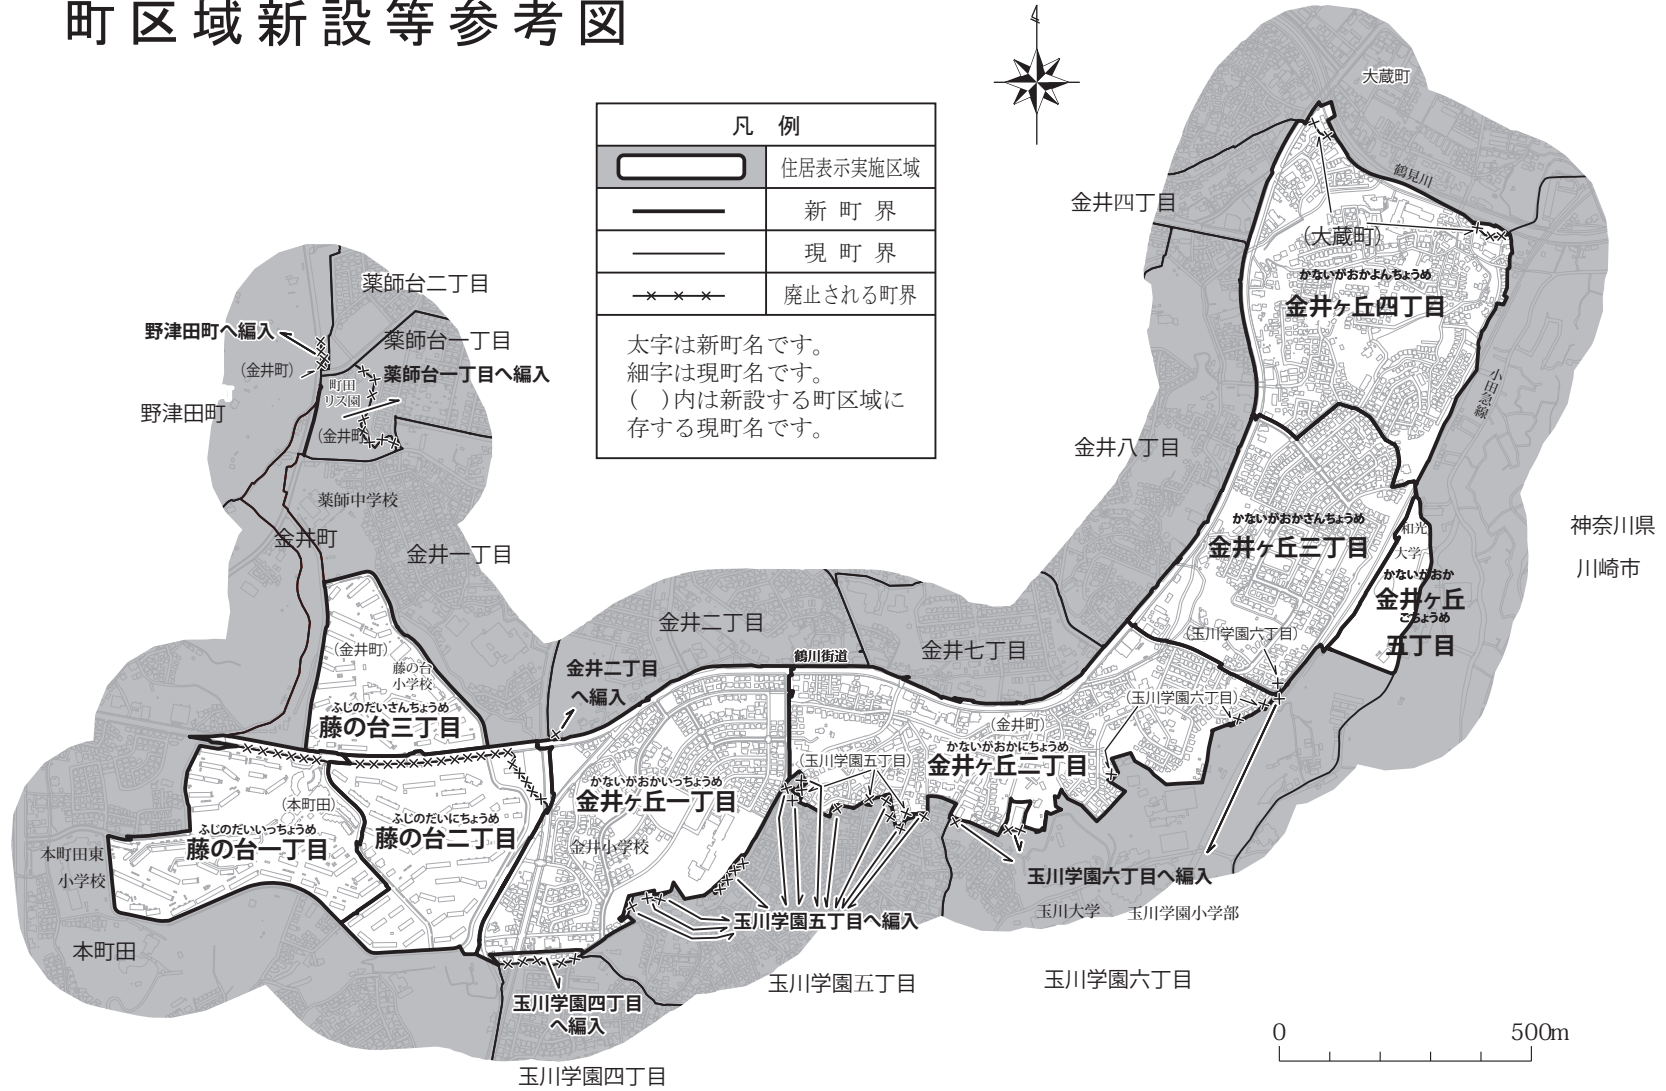 町区域新設等参考図
凡 例
住居表示実施区域
新 町 界
現 町 界
廃止される町界
太字は新町名です。
細字は現町名です。
( )内は新設する町区域に
存する現町名です。
大蔵町
鶴見川
金井四丁目
(大蔵町)
かないがおかよんちょうめ
金井ヶ丘四丁目
小田急線
薬師台二丁目
野津田町へ編入
薬師台一丁目
(金井町)
薬師台一丁目へ編入
町田
リス園
野津田町
(金井町)
薬師中学校
金井町
金井一丁目
金井八丁目
かないがおかさんちょうめ
金井ヶ丘三丁目
和光
大学
かないがおか
金井ヶ丘
ごちょうめ
五丁目
神奈川県
川崎市
金井二丁目
金井七丁目
鶴川街道
(玉川学園六丁目)
(金井町)
藤の台
小学校
ふじのだいさんちょうめ
藤の台三丁目
金井二丁目
へ編入
(玉川学園六丁目)
(金井町)
かないがおかにちょうめ
金井ヶ丘二丁目
(玉川学園五丁目)
かないがおかいっちょうめ
金井ヶ丘一丁目
(本町田)
ふじのだいいっちょうめ
藤の台一丁目
ふじのだいにちょうめ
藤の台二丁目
金井小学校
本町田東
小学校
玉川学園六丁目へ編入
玉川大学
玉川学園小学部
玉川学園五丁目へ編入
本町田
玉川学園五丁目
玉川学園六丁目
玉川学園四丁目
へ編入
玉川学園四丁目
0 500m